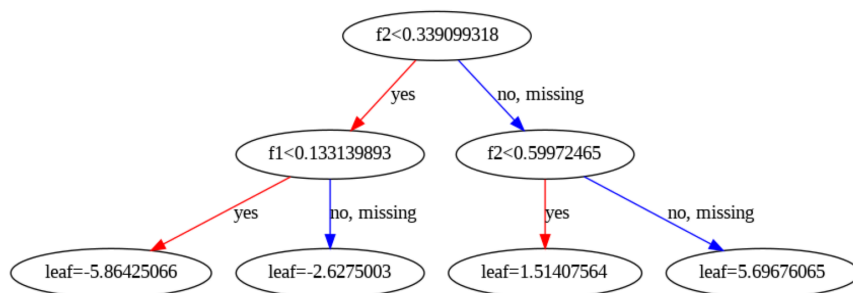 f2<0.339099318
yes
no, missing
f1<0.133139893
f2<0.59972465
yes
no, missing
yes
no, missing
leaf=-5.86425066
leaf=-2.6275003
leaf=1.51407564
leaf=5.69676065